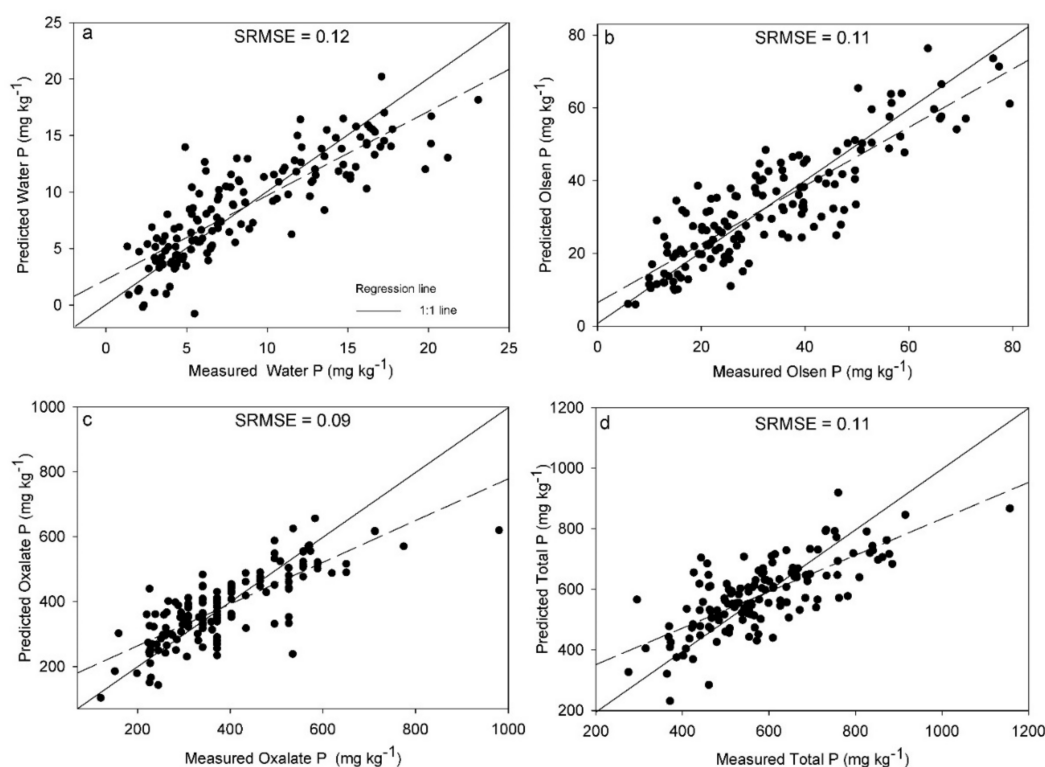 a
SRMSE = 0.12
25
20
15
10
5
0
Predicted Water P (mg kg⁻¹)
Regression line
1:1 line
0 5 10 15 20 25
Measured Water P (mg kg⁻¹)
b
SRMSE = 0.11
80
60
40
20
0
Predicted Olsen P (mg kg⁻¹)
0 20 40 60 80
Measured Olsen P (mg kg⁻¹)
c
SRMSE = 0.09
1000
800
600
400
200
Predicted Oxalate P (mg kg⁻¹)
200 400 600 800 1000
Measured Oxalate P (mg kg⁻¹)
d
SRMSE = 0.11
1200
1000
800
600
400
200
Predicted Total P (mg kg⁻¹)
200 400 600 800 1000 1200
Measured Total P (mg kg⁻¹)